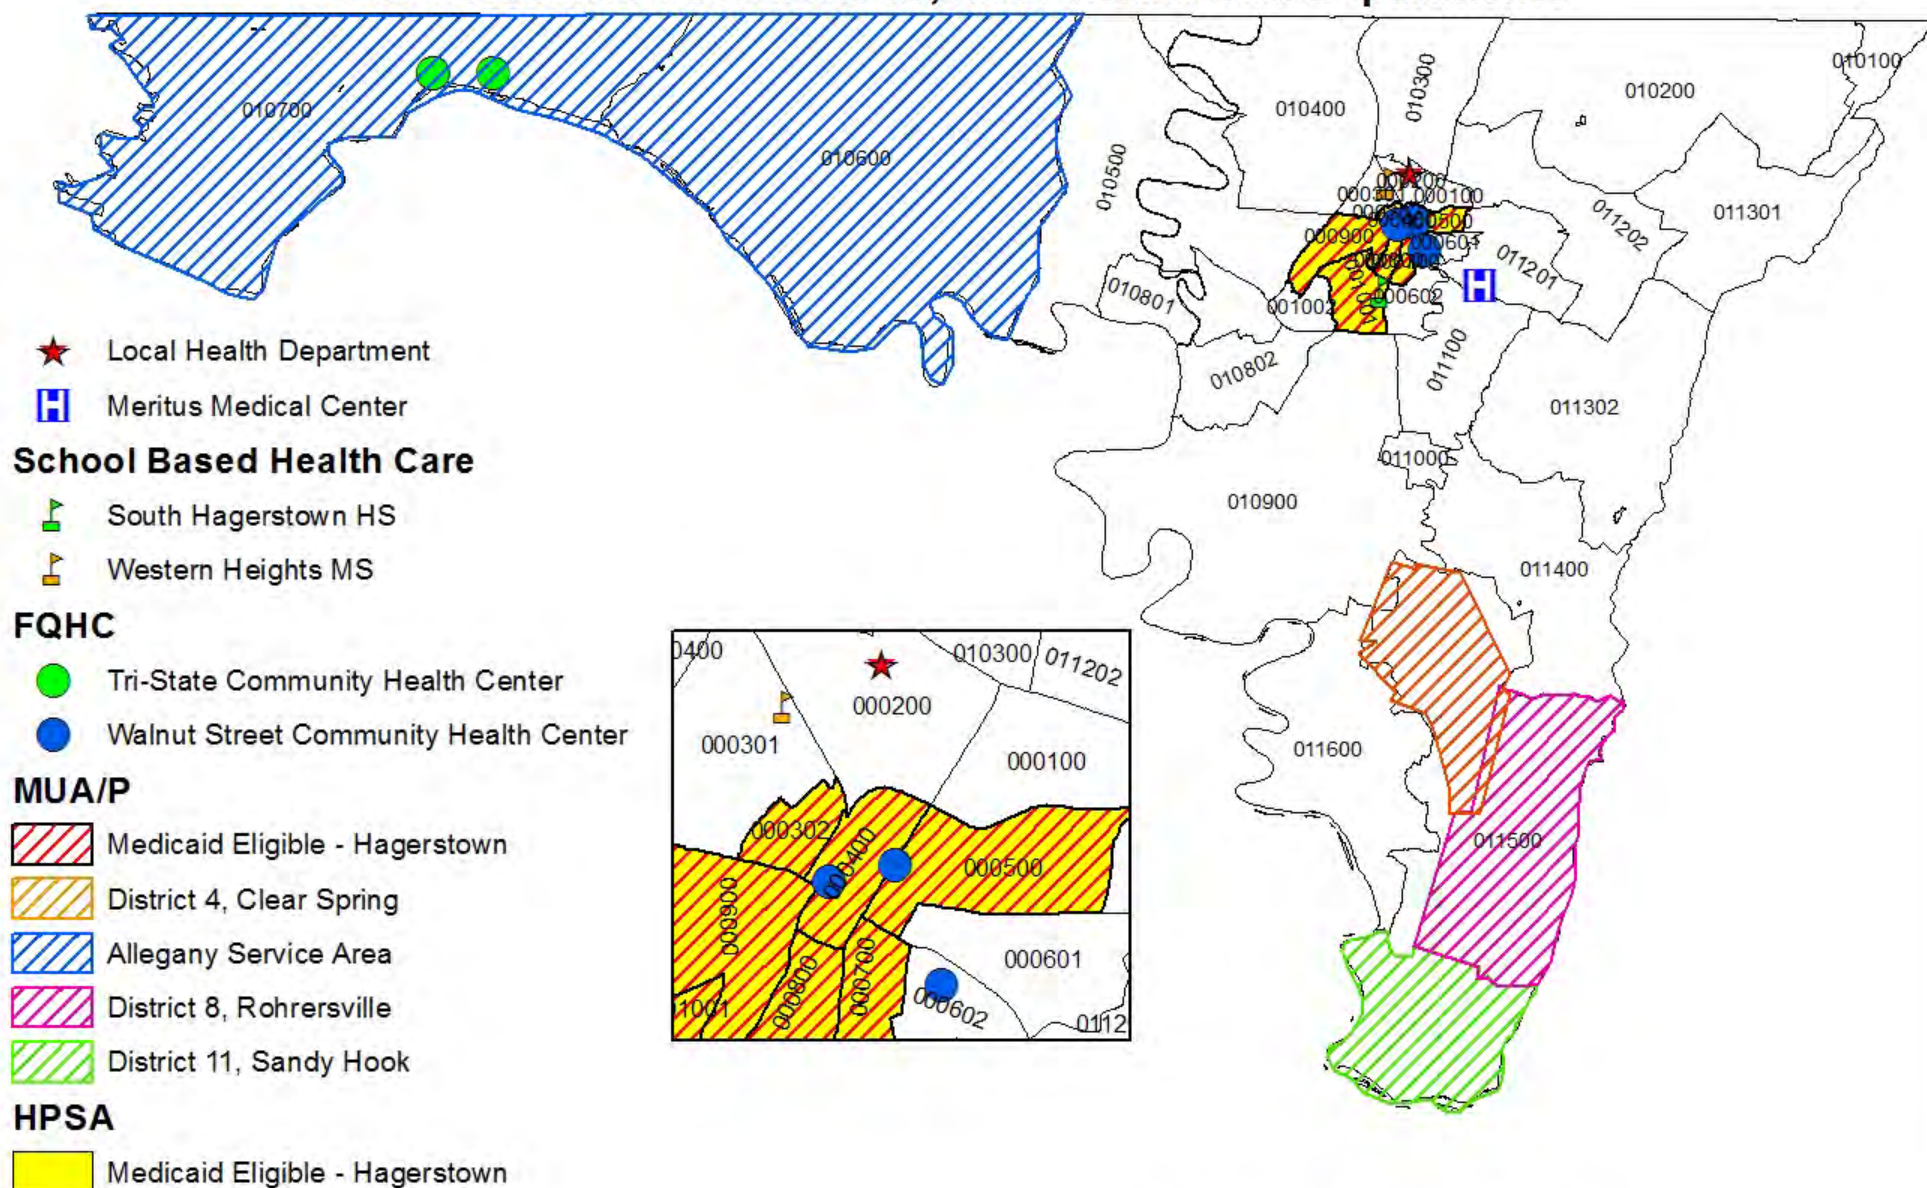 010700
010600
010500
010400
010300
010200
010100
000301
000100
000900
000601
011201
011202
011301
010801
001002
000602
010802
011100
011302
011000
010900
011400
011600
011500
Local Health Department
Meritus Medical Center
School Based Health Care
South Hagerstown HS
Western Heights MS
FQHC
Tri-State Community Health Center
Walnut Street Community Health Center
MUA/P
Medicaid Eligible - Hagerstown
District 4, Clear Spring
Allegany Service Area
District 8, Rohrersville
District 11, Sandy Hook
HPSA
Medicaid Eligible - Hagerstown
0400
010300
011202
000200
000301
000100
000302
000400
000500
000900
000601
000800
000700
000602
1001
0112